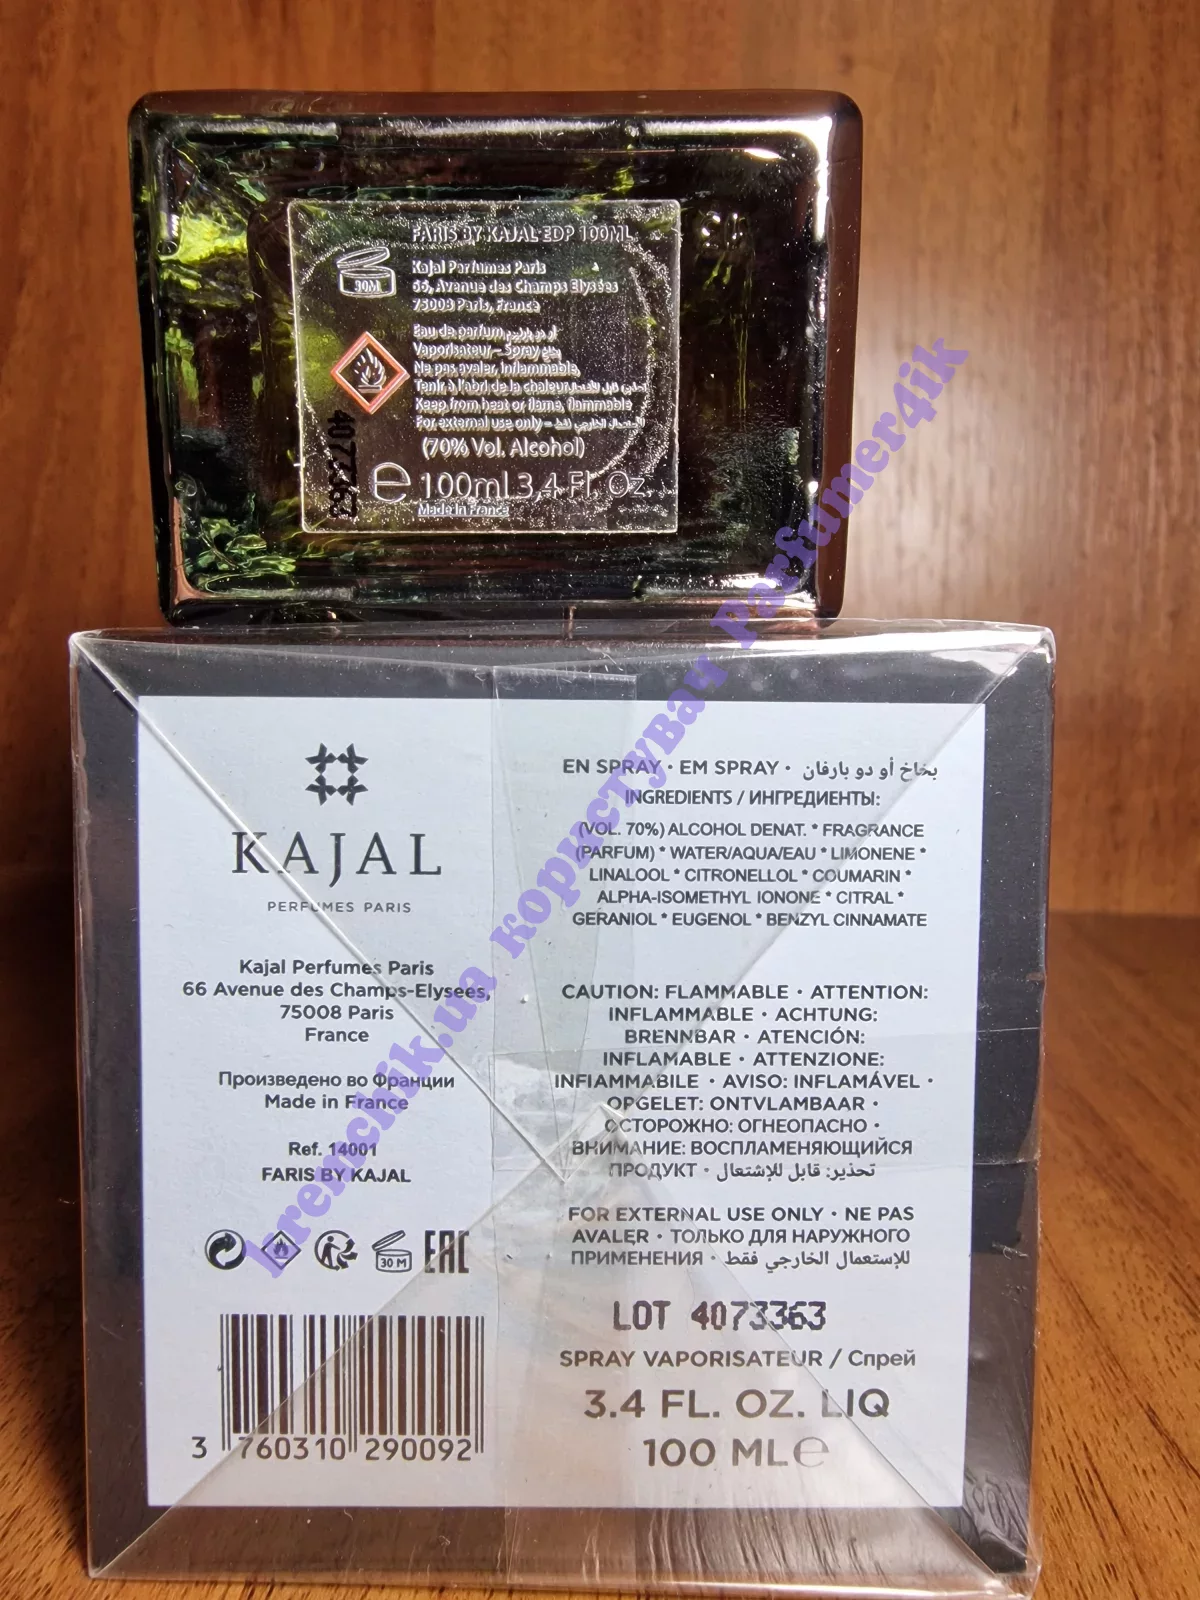 FARIS BY KAJAL EDP 100ML
30M
Kajal Parfumes Paris
66, Avenue des Champs Elysées
75008 Paris, France
Eau de parfum أو دو بارفيم
Vaporisateur – Spray بخاخ
Ne pas avaler, Inflammable,
Tenir à l'abri de la chaleur
Keep from heat or flame, flammable
For external use only –
(70% Vol. Alcohol)
e 100ml 3,4 Fl. Oz.
Made in France
4073363
KAJAL
PERFUMES PARIS
Kajal Perfumes Paris
66 Avenue des Champs-Elysees,
75008 Paris
France
Произведено во Франции
Made in France
Ref. 14001
FARIS BY KAJAL
30 M
EAC
3 760310 290092
EN SPRAY • EM SPRAY • بخاخ أو دو بارفان
INGREDIENTS / ИНГРЕДИЕНТЫ:
(VOL. 70%) ALCOHOL DENAT. * FRAGRANCE
(PARFUM) * WATER/AQUA/EAU * LIMONENE *
LINALOOL * CITRONELLOL * COUMARIN *
ALPHA-ISOMETHYL IONONE * CITRAL *
GERANIOL * EUGENOL * BENZYL CINNAMATE
CAUTION: FLAMMABLE • ATTENTION:
INFLAMMABLE • ACHTUNG:
BRENNBAR • ATENCIÓN:
INFLAMABLE • ATTENZIONE:
INFIAMMABILE • AVISO: INFLAMÁVEL •
OPGELET: ONTVLAMBAAR •
ОСТОРОЖНО: ОГНЕОПАСНО •
ВНИМАНИЕ: ВОСПЛАМЕНЯЮЩИЙСЯ
ПРОДУКТ • تحذير: قابل للإشتعال
FOR EXTERNAL USE ONLY • NE PAS
AVALER • ТОЛЬКО ДЛЯ НАРУЖНОГО
ПРИМЕНЕНИЯ • للإستعمال الخارجي فقط
LOT 4073363
SPRAY VAPORISATEUR / Спрей
3.4 FL. OZ. LIQ
100 ML e
kremchik.ua користувач Parfumer4ik